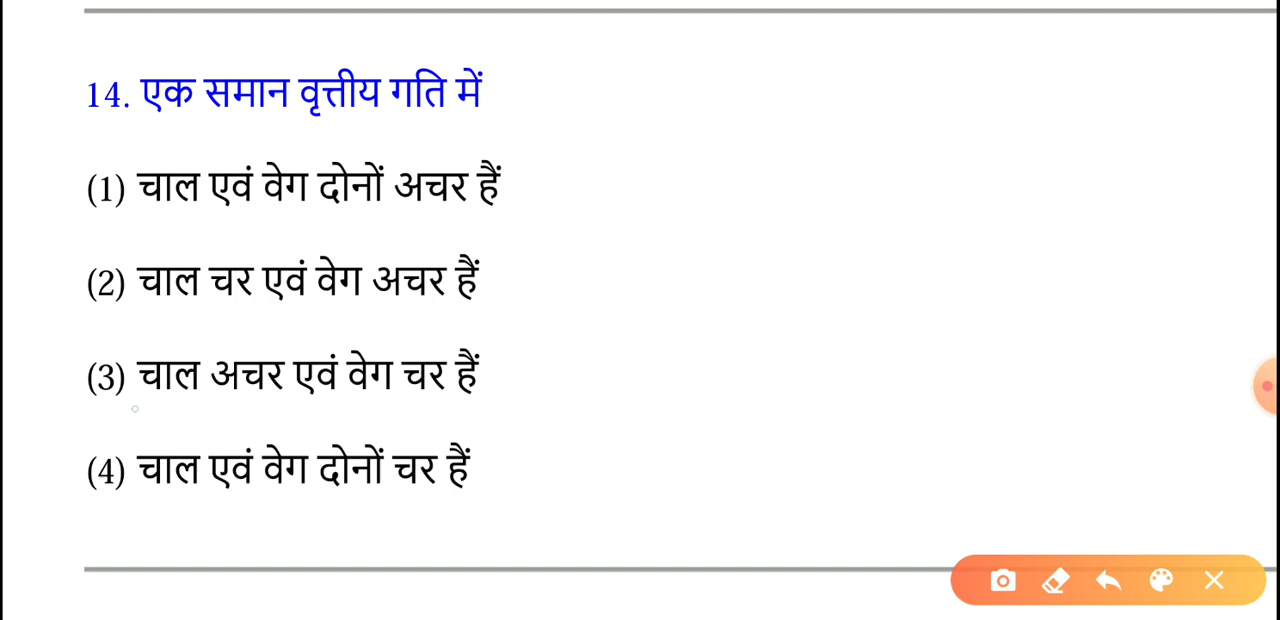 14. एक समान वृत्तीय गति में
(1) चाल एवं वेग दोनों अचर हैं
(2) चाल चर एवं वेग अचर हैं
(3) चाल अचर एवं वेग चर हैं
(4) चाल एवं वेग दोनों चर हैं